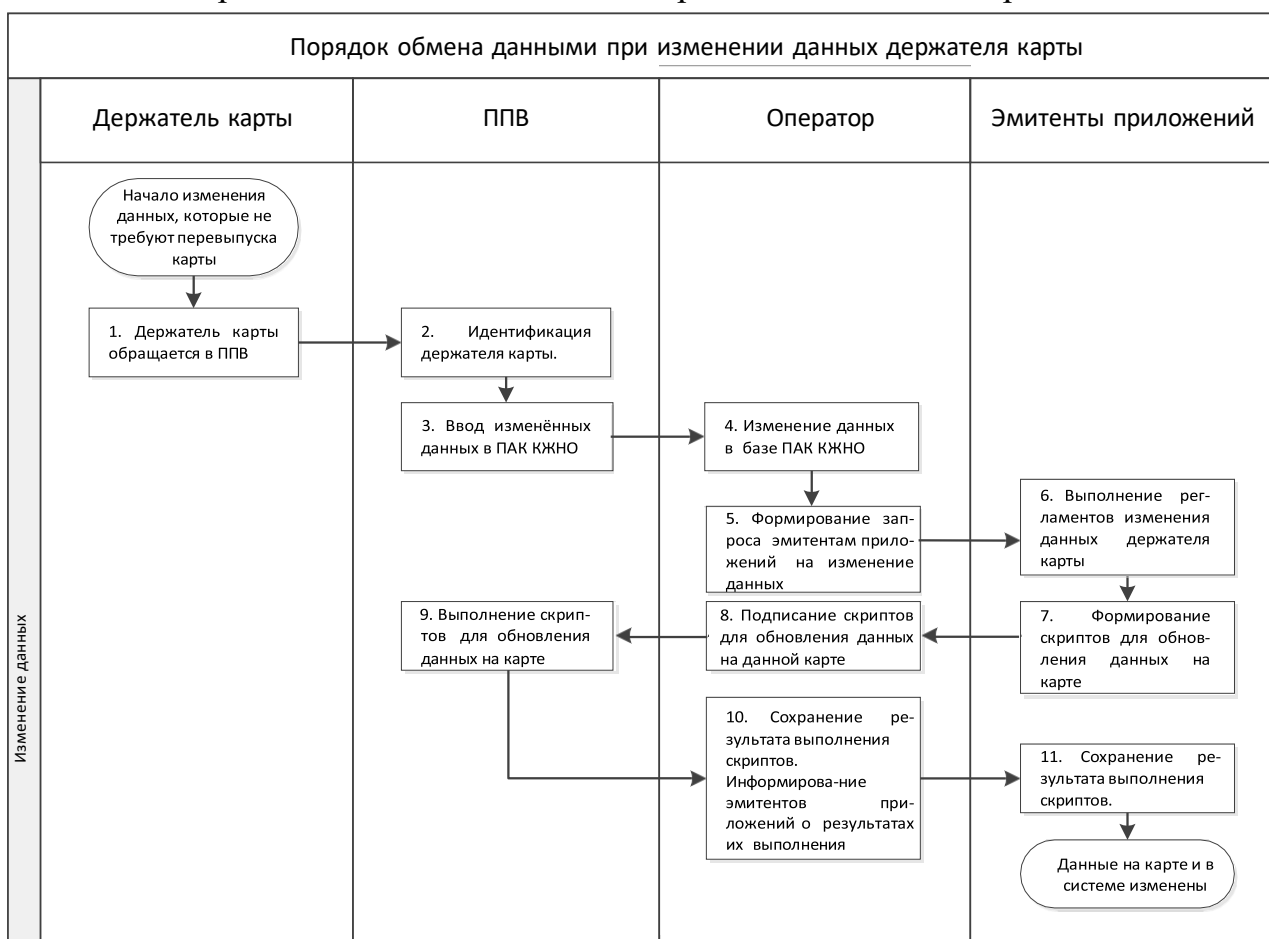 Порядок обмена данными при изменении данных держателя карты
Держатель карты
ППВ
Оператор
Эмитенты приложений
Изменение данных
Начало изменения
данных, которые не
требуют перевыпуска
карты
1. Держатель карты
обращается в ППВ
2. Идентификация
держателя карты.
3. Ввод изменённых
данных в ПАК КЖНО
4. Изменение данных
в базе ПАК КЖНО
5. Формирование зап-
роса эмитентам прило-
жений на изменение
данных
6. Выполнение рег-
ламентов изменения
данных держателя
карты
7. Формирование
скриптов для обнов-
ления данных на
карте
8. Подписание скриптов
для обновления данных
на данной карте
9. Выполнение скрип-
тов для обновления
данных на карте
10. Сохранение ре-
зультата выполнения
скриптов.
Информирова-ние
эмитентов при-
ложений о результатах
их выполнения
11. Сохранение ре-
зультата выполнения
скриптов.
Данные на карте и в
системе изменены